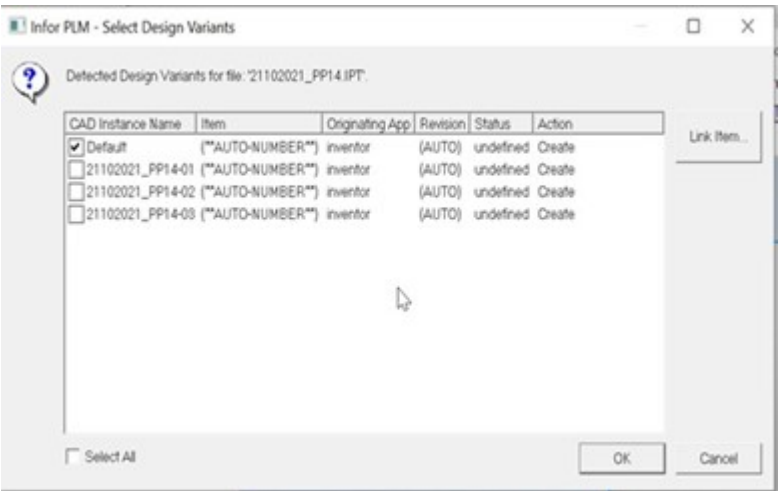 Infor PLM - Select Design Variants
Detected Design Variants for file: '21102021_PP14.IPT'.
CAD Instance Name Item Originating App Revision Status Action
Default (**AUTO-NUMBER**) inventor (AUTO) undefined Create
21102021_PP14-01 (**AUTO-NUMBER**) inventor (AUTO) undefined Create
21102021_PP14-02 (**AUTO-NUMBER**) inventor (AUTO) undefined Create
21102021_PP14-03 (**AUTO-NUMBER**) inventor (AUTO) undefined Create
Link Item...
Select All
OK Cancel